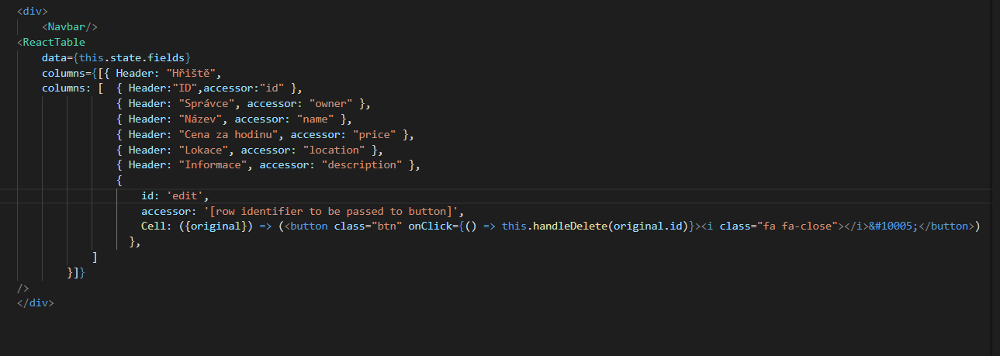 <div>
<Navbar/>
<ReactTable
data={this.state.fields}
columns={[{ Header: "Hřiště",
columns: [  { Header:"ID",accessor:"id" },
{ Header: "Správce", accessor: "owner" },
{ Header: "Název", accessor: "name" },
{ Header: "Cena za hodinu", accessor: "price" },
{ Header: "Lokace", accessor: "location" },
{ Header: "Informace", accessor: "description" },
{
id: 'edit',
accessor: '[row identifier to be passed to button]',
Cell: ({original}) => (<button class="btn" onClick={() => this.handleDelete(original.id)}><i class="fa fa-close"></i>&#10005;</button>)
},
]
}]}
/>
</div>